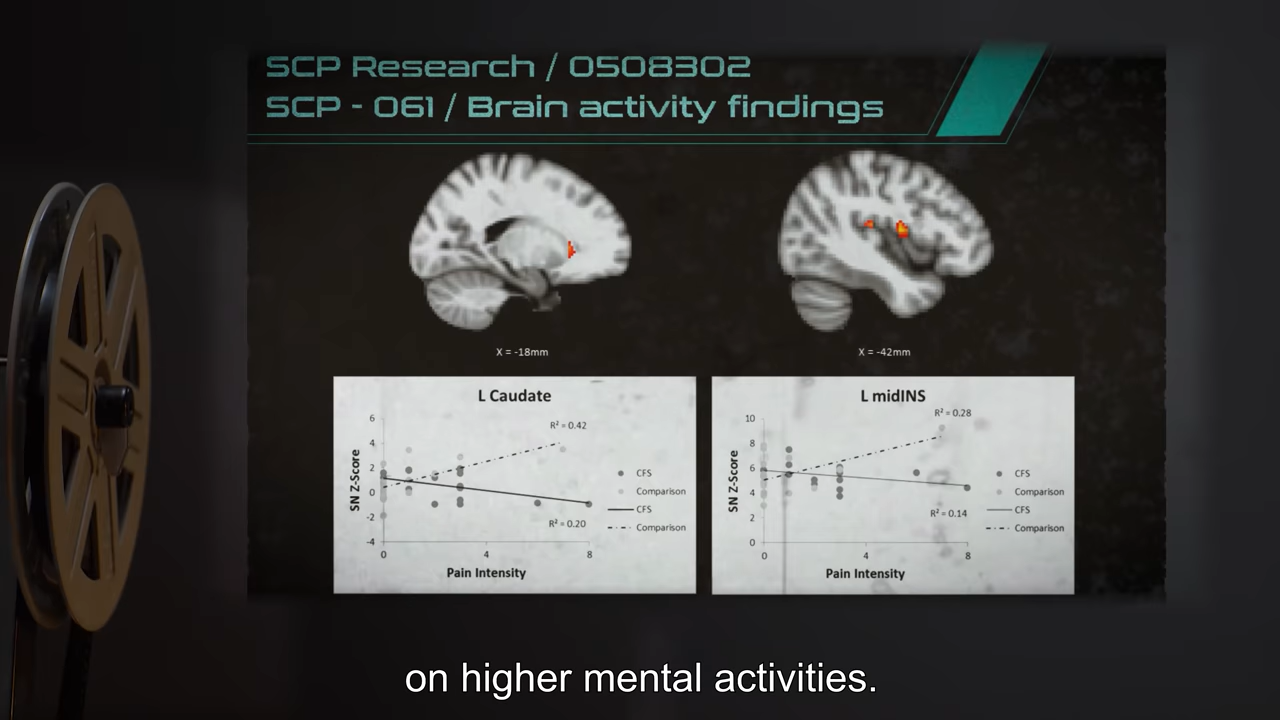 SCP Research / 0508302
SCP - 061 / Brain activity findings
X = -18mm
X = -42mm
L Caudate
6
4
2
0
-2
-4
SN Z-Score
0
4
8
Pain Intensity
R² = 0.42
R² = 0.20
CFS
Comparison
CFS
Comparison
L midINS
10
8
6
4
2
0
SN Z-Score
0
4
8
Pain Intensity
R² = 0.28
R² = 0.14
CFS
Comparison
CFS
Comparison
on higher mental activities.